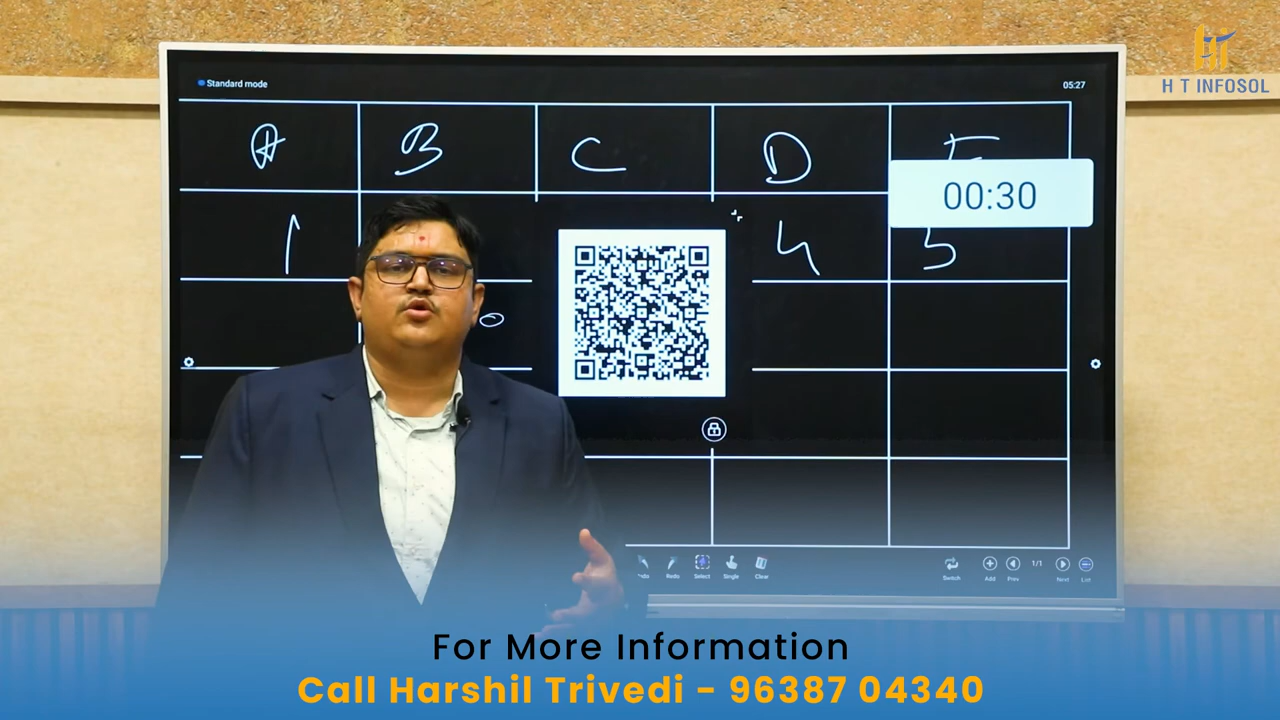 H T INFOSOL
Standard mode
05:27
A B C D E
00:30
1 4 5
Redo Select Single Clear
Switch Add Prev 1/1 Next List
For More Information
Call Harshil Trivedi - 96387 04340